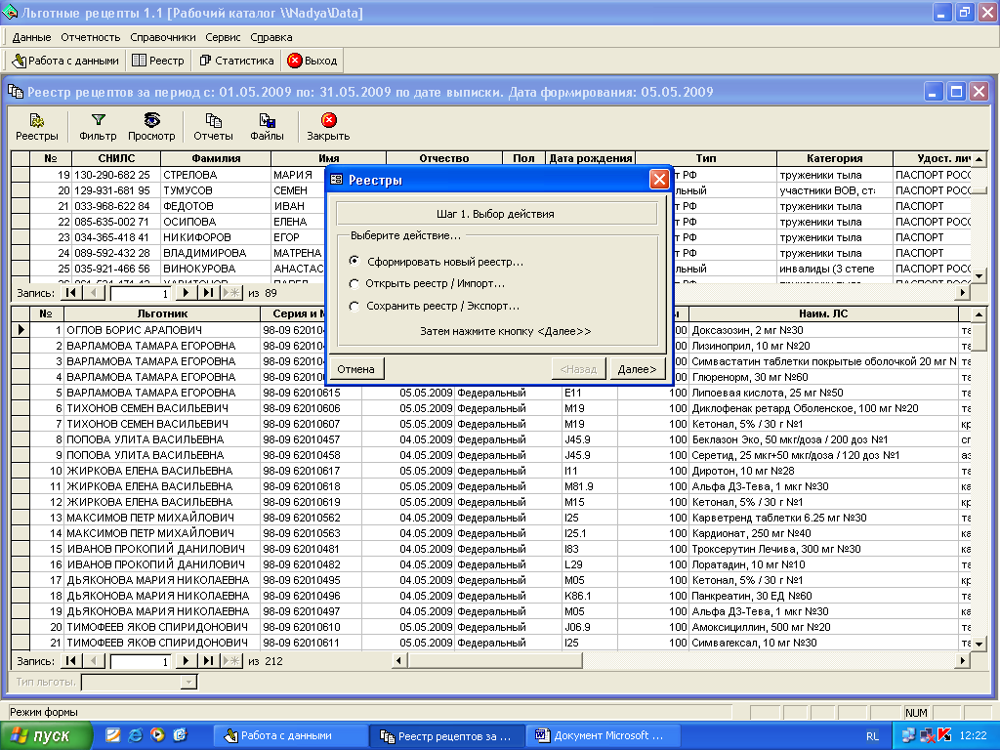 Льготные рецепты 1.1 [Рабочий каталог \\Nadya\Data]
Данные Отчетность Справочники Сервис Справка
Работа с данными Реестр Статистика Выход
Реестр рецептов за период с: 01.05.2009 по: 31.05.2009 по дате выписки. Дата формирования: 05.05.2009
Реестры Фильтр Просмотр Отчеты Файлы Закрыть
№ СНИЛС Фамилия Имя Отчество Пол Дата рождения Тип Категория Удост. лич
19 130-290-682 25 СТРЕЛОВА МАРИЯ т РФ труженики тыла ПАСПОРТ РОСС
20 129-931-681 95 ТУМУСОВ СЕМЕН льный участники ВОВ, ст ПАСПОРТ РОСС
21 033-968-622 84 ФЕДОТОВ ИВАН т РФ труженики тыла ПАСПОРТ
22 085-635-002 71 ОСИПОВА ЕЛЕНА т РФ труженики тыла ПАСПОРТ РОСС
23 034-365-418 41 НИКИФОРОВ ЕГОР т РФ труженики тыла ПАСПОРТ
24 089-592-432 28 ВЛАДИМИРОВА МАТРЕНА т РФ труженики тыла ПАСПОРТ
25 035-921-466 56 ВИНОКУРОВА АНАСТАС льный инвалиды (3 степе ПАСПОРТ РОСС
Запись: 1 из 89
Реестры
Шаг 1. Выбор действия
Выберите действие...
Сформировать новый реестр...
Открыть реестр / Импорт...
Сохранить реестр / Экспорт...
Затем нажмите кнопку <Далее>>
Отмена <Назад Далее>
№ Льготник Серия и Наим. ЛС
1 ОГЛОВ БОРИС АРАПОВИЧ 98-09 6201 Доксазозин, 2 мг №30 та
2 ВАРЛАМОВА ТАМАРА ЕГОРОВНА 98-09 6201 Лизиноприл, 10 мг №20 та
3 ВАРЛАМОВА ТАМАРА ЕГОРОВНА 98-09 6201 Симвастатин таблетки покрытые оболочкой 20 мг N та
4 ВАРЛАМОВА ТАМАРА ЕГОРОВНА 98-09 6201 Глюренорм, 30 мг №60 та
5 ВАРЛАМОВА ТАМАРА ЕГОРОВНА 98-09 62010615 05.05.2009 Федеральный E11 100 Липоевая кислота, 25 мг №50 та
6 ТИХОНОВ СЕМЕН ВАСИЛЬЕВИЧ 98-09 62010606 05.05.2009 Федеральный M19 100 Диклофенак ретард Оболенское, 100 мг №20 та
7 ТИХОНОВ СЕМЕН ВАСИЛЬЕВИЧ 98-09 62010607 05.05.2009 Федеральный M19 100 Кетонал, 5% / 30 г №1 кр
8 ПОПОВА УЛИТА ВАСИЛЬЕВНА 98-09 62010457 04.05.2009 Федеральный J45.9 100 Беклазон Эко, 50 мкг/доза / 200 доз №1 сп
9 ПОПОВА УЛИТА ВАСИЛЬЕВНА 98-09 62010458 04.05.2009 Федеральный J45.9 100 Серетид, 25 мкг+50 мкг/доза / 120 доз №1 аз
10 ЖИРКОВА ЕЛЕНА ВАСИЛЬЕВНА 98-09 62010617 05.05.2009 Федеральный I11 100 Диротон, 10 мг №28 та
11 ЖИРКОВА ЕЛЕНА ВАСИЛЬЕВНА 98-09 62010618 05.05.2009 Федеральный M81.9 100 Альфа Д3-Тева, 1 мкг №30 ка
12 ЖИРКОВА ЕЛЕНА ВАСИЛЬЕВНА 98-09 62010619 05.05.2009 Федеральный M15 100 Кетонал, 5% / 30 г №1 кр
13 МАКСИМОВ ПЕТР МИХАЙЛОВИЧ 98-09 62010562 04.05.2009 Федеральный I25 100 Карветренд таблетки 6.25 мг №30 та
14 МАКСИМОВ ПЕТР МИХАЙЛОВИЧ 98-09 62010563 04.05.2009 Федеральный I25.1 100 Кардионат, 250 мг №40 ка
15 ИВАНОВ ПРОКОПИЙ ДАНИЛОВИЧ 98-09 62010481 04.05.2009 Федеральный I83 100 Троксерутин Лечива, 300 мг №30 ка
16 ИВАНОВ ПРОКОПИЙ ДАНИЛОВИЧ 98-09 62010482 04.05.2009 Федеральный L29 100 Лоратадин, 10 мг №10 та
17 ДЬЯКОНОВА МАРИЯ НИКОЛАЕВНА 98-09 62010495 04.05.2009 Федеральный M05 100 Кетонал, 5% / 30 г №1 кр
18 ДЬЯКОНОВА МАРИЯ НИКОЛАЕВНА 98-09 62010496 04.05.2009 Федеральный K86.1 100 Панкреатин, 30 ЕД №60 та
19 ДЬЯКОНОВА МАРИЯ НИКОЛАЕВНА 98-09 62010497 04.05.2009 Федеральный M05 100 Альфа Д3-Тева, 1 мкг №30 ка
20 ТИМОФЕЕВ ЯКОВ СПИРИДОНОВИЧ 98-09 62010610 05.05.2009 Федеральный J06.9 100 Амоксициллин, 500 мг №20 та
21 ТИМОФЕЕВ ЯКОВ СПИРИДОНОВИЧ 98-09 62010611 05.05.2009 Федеральный I25 100 Симвагексал, 10 мг №30 та
Запись: 1 из 212
Тип льготы.
Режим формы NUM
пуск Работа с данными Реестр рецептов за ... Документ Microsoft ... RL 12:22